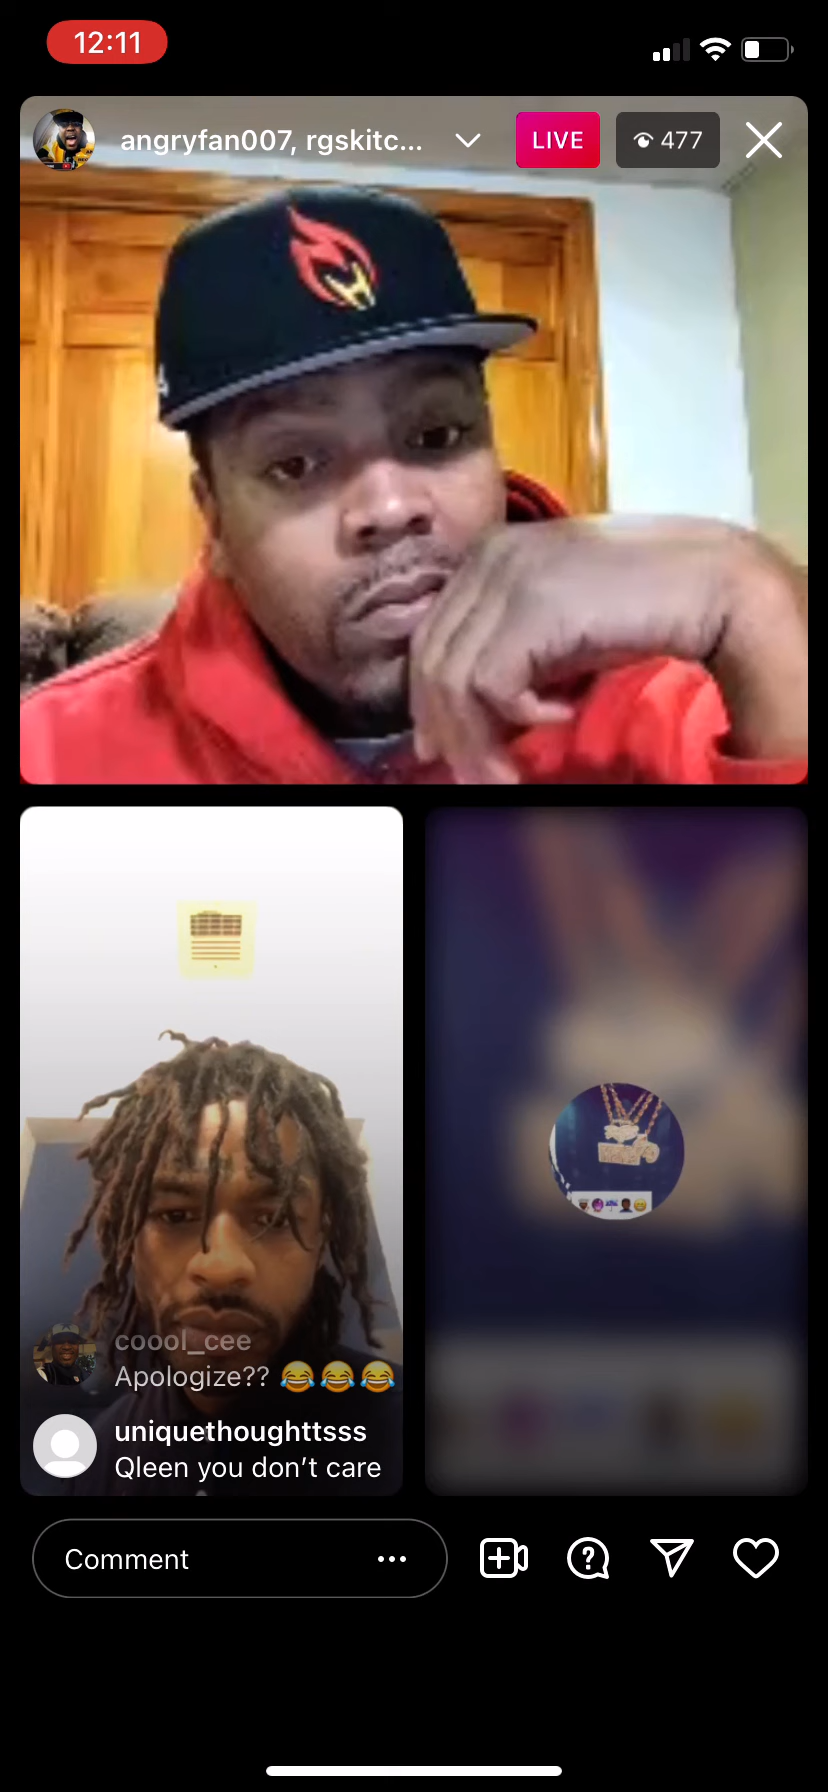 12:11
angryfan007, rgskitc...
LIVE
477
coool_cee
Apologize?? 😂😂😂
uniquethoughttsss
Qleen you don't care
Comment